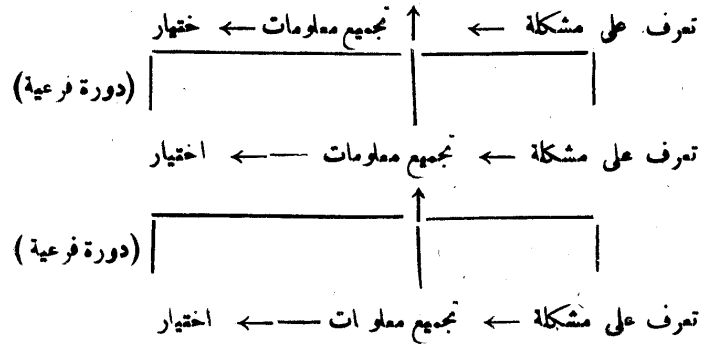 تعرف على مشكلة ← تجميع معلومات ← ختيار
(دورة فرعية)
تعرف على مشكلة ← تجميع معلومات ← اختيار
(دورة فرعية)
تعرف على مشكلة ← تجميع معلو ات ← اختيار